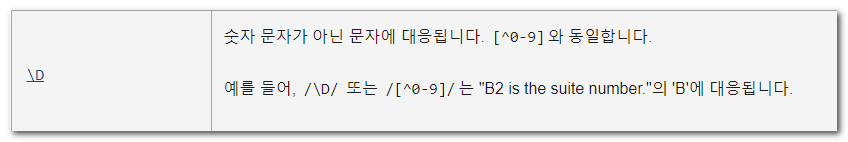 \D
숫자 문자가 아닌 문자에 대응됩니다. [^0-9]와 동일합니다.
예를 들어, /\D/ 또는 /[^0-9]/는 "B2 is the suite number."의 'B'에 대응됩니다.